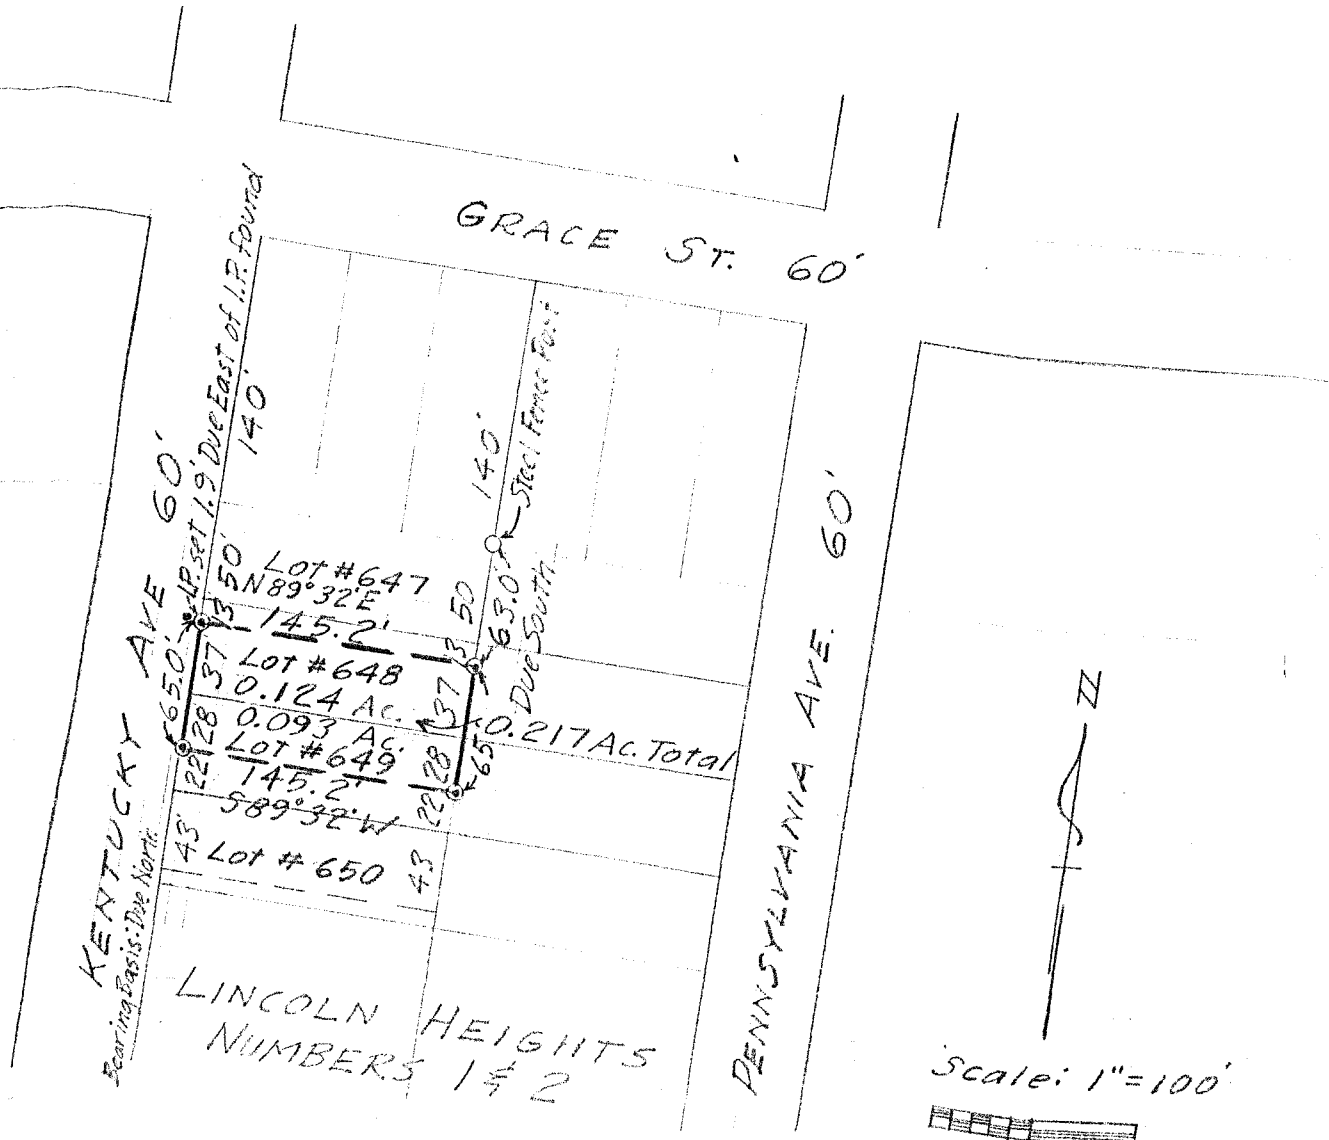 GRACE ST. 60'
I.P. set 1.9' Due East of I.P. found
140'
140'
Steel Fence Post
KENTUCKY AVE 60'
PENNSYLVANIA AVE. 60'
50'
Lot #647
N89°32'E
145.2'
13
50
13
63.0'
Due South
65.0'
37
Lot #648
0.124 Ac.
37
0.093 Ac.
0.217 Ac. Total
28
Lot #649
28
65
22
145.2'
S89°32'W
22
43'
Lot #650
43
Bearing Basis: Due North
LINCOLN HEIGHTS
NUMBERS 1 & 2
N
Scale: 1"=100'